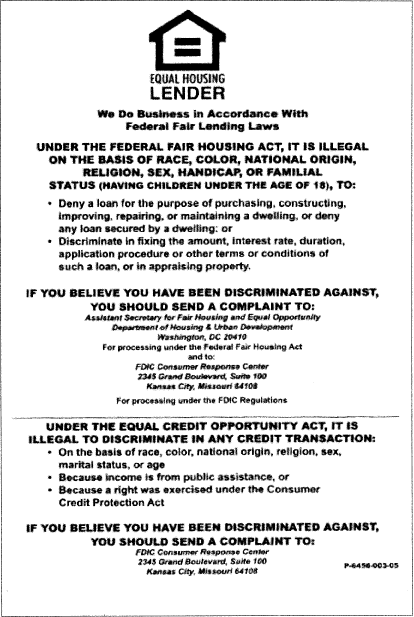 EQUAL HOUSING
LENDER
We Do Business in Accordance With
Federal Fair Lending Laws
UNDER THE FEDERAL FAIR HOUSING ACT, IT IS ILLEGAL
ON THE BASIS OF RACE, COLOR, NATIONAL ORIGIN,
RELIGION, SEX, HANDICAP, OR FAMILIAL
STATUS (HAVING CHILDREN UNDER THE AGE OF 18), TO:
• Deny a loan for the purpose of purchasing, constructing,
improving, repairing, or maintaining a dwelling, or deny
any loan secured by a dwelling; or
• Discriminate in fixing the amount, interest rate, duration,
application procedure or other terms or conditions of
such a loan, or in appraising property.
IF YOU BELIEVE YOU HAVE BEEN DISCRIMINATED AGAINST,
YOU SHOULD SEND A COMPLAINT TO:
Assistant Secretary for Fair Housing and Equal Opportunity
Department of Housing & Urban Development
Washington, DC 20410
For processing under the Federal Fair Housing Act
and to:
FDIC Consumer Response Center
2345 Grand Boulevard, Suite 100
Kansas City, Missouri 64108
For processing under the FDIC Regulations
UNDER THE EQUAL CREDIT OPPORTUNITY ACT, IT IS
ILLEGAL TO DISCRIMINATE IN ANY CREDIT TRANSACTION:
• On the basis of race, color, national origin, religion, sex,
marital status, or age
• Because income is from public assistance, or
• Because a right was exercised under the Consumer
Credit Protection Act
IF YOU BELIEVE YOU HAVE BEEN DISCRIMINATED AGAINST,
YOU SHOULD SEND A COMPLAINT TO:
FDIC Consumer Response Center
2345 Grand Boulevard, Suite 100
Kansas City, Missouri 64108
P-6456-003-05